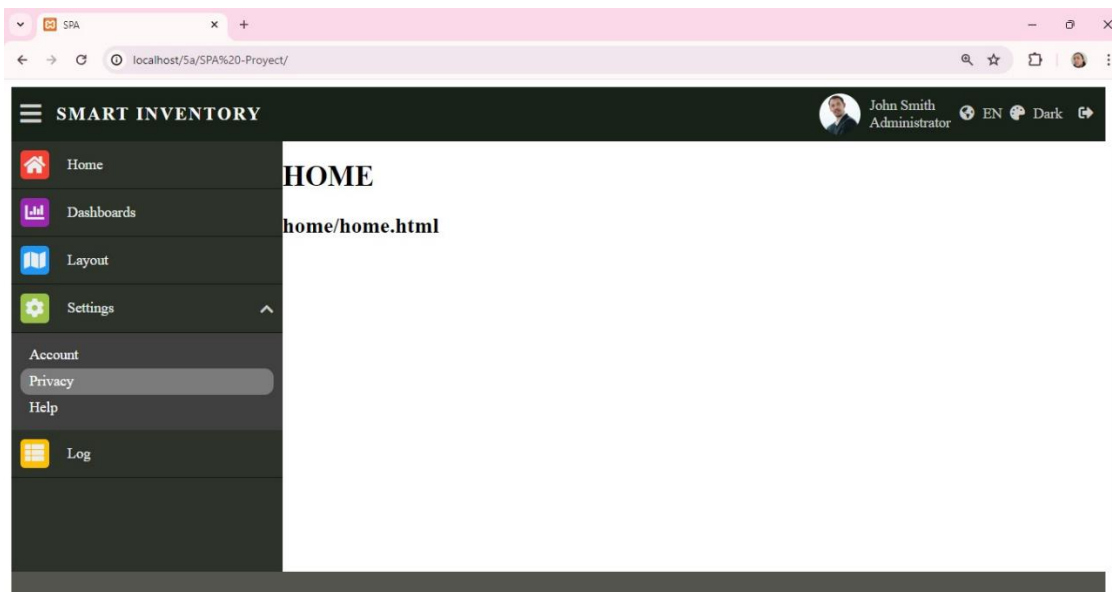 SPA
localhost/5a/SPA%20-Proyect/
SMART INVENTORY
John Smith
Administrator
EN
Dark
Home
Dashboards
Layout
Settings
Account
Privacy
Help
Log
HOME
home/home.html